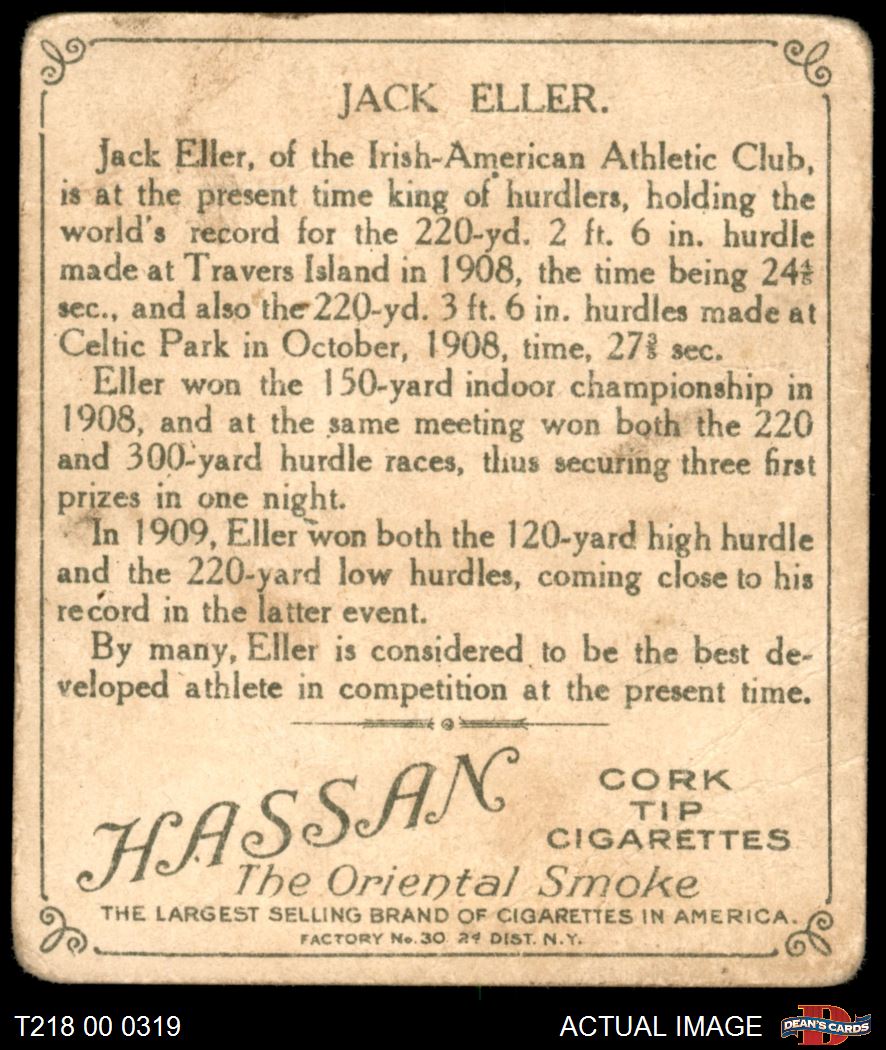 JACK ELLER.
Jack Eller, of the Irish-American Athletic Club,
is at the present time king of hurdlers, holding the
world's record for the 220-yd. 2 ft. 6 in. hurdle
made at Travers Island in 1908, the time being 24⅘
sec., and also the 220-yd. 3 ft. 6 in. hurdles made at
Celtic Park in October, 1908, time, 27⅗ sec.
Eller won the 150-yard indoor championship in
1908, and at the same meeting won both the 220
and 300-yard hurdle races, thus securing three first
prizes in one night.
In 1909, Eller won both the 120-yard high hurdle
and the 220-yard low hurdles, coming close to his
record in the latter event.
By many, Eller is considered to be the best de-
veloped athlete in competition at the present time.
HASSAN
CORK
TIP
CIGARETTES
The Oriental Smoke
THE LARGEST SELLING BRAND OF CIGARETTES IN AMERICA.
FACTORY No. 30 2d DIST. N.Y.
T218 00 0319
ACTUAL IMAGE
D
DEAN'S CARDS